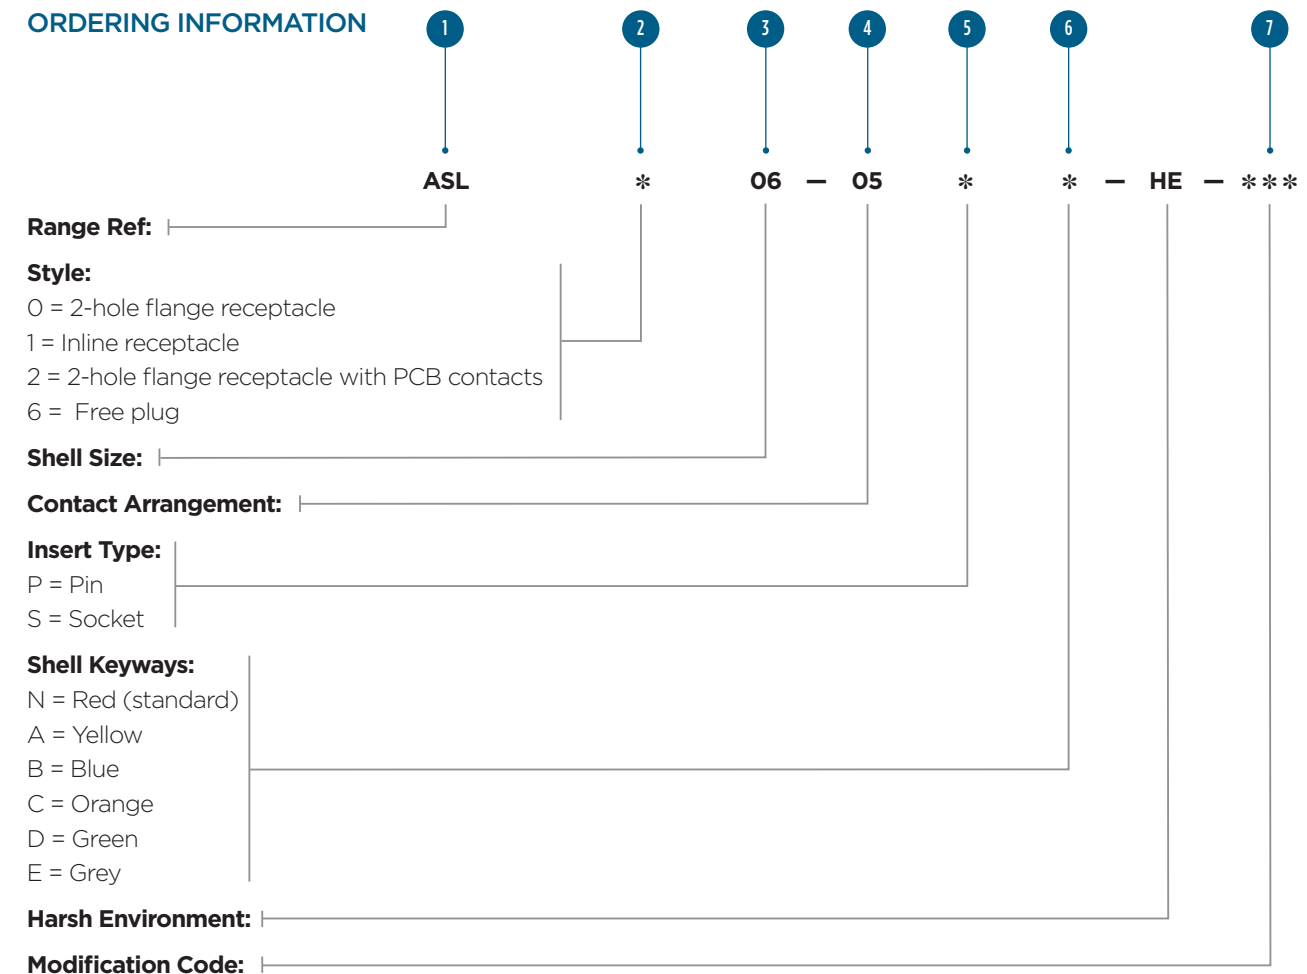 ORDERING INFORMATION
1 2 3 4 5 6 7
ASL * 06 — 05 * * — HE — ***
Range Ref:
Style:
0 = 2-hole flange receptacle
1 = Inline receptacle
2 = 2-hole flange receptacle with PCB contacts
6 = Free plug
Shell Size:
Contact Arrangement:
Insert Type:
P = Pin
S = Socket
Shell Keyways:
N = Red (standard)
A = Yellow
B = Blue
C = Orange
D = Green
E = Grey
Harsh Environment:
Modification Code: